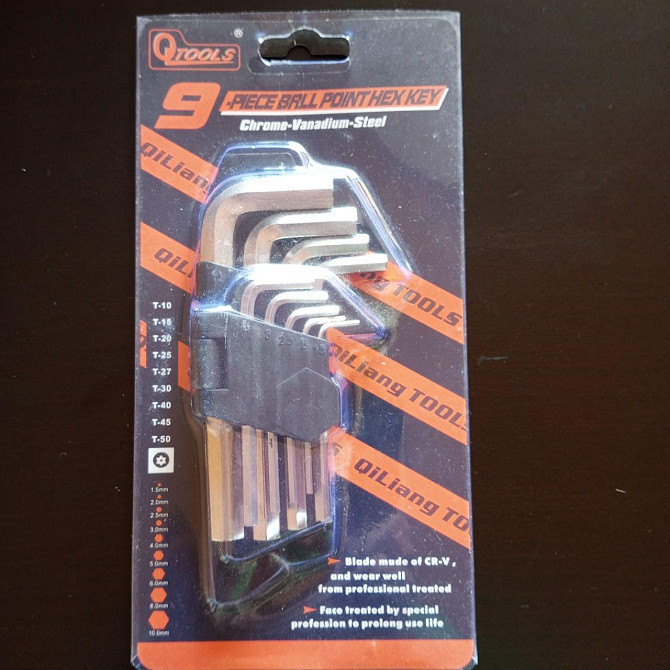 QTOOLS®
9-PIECE BALL POINT HEX KEY
Chrome-Vanadium-Steel
QiLiang
QiLi
ng TOOLS
QiLiang TOOLS
QiLiang TO
T-10
T-15
T-20
T-25
T-27
T-30
T-40
T-45
T-50
1.5mm
2.0mm
2.5mm
3.0mm
4.0mm
5.0mm
6.0mm
8.0mm
10.0mm
Blade made of CR-V,
and wear well
from professional treated
Face treated by special
profession to prolong use life